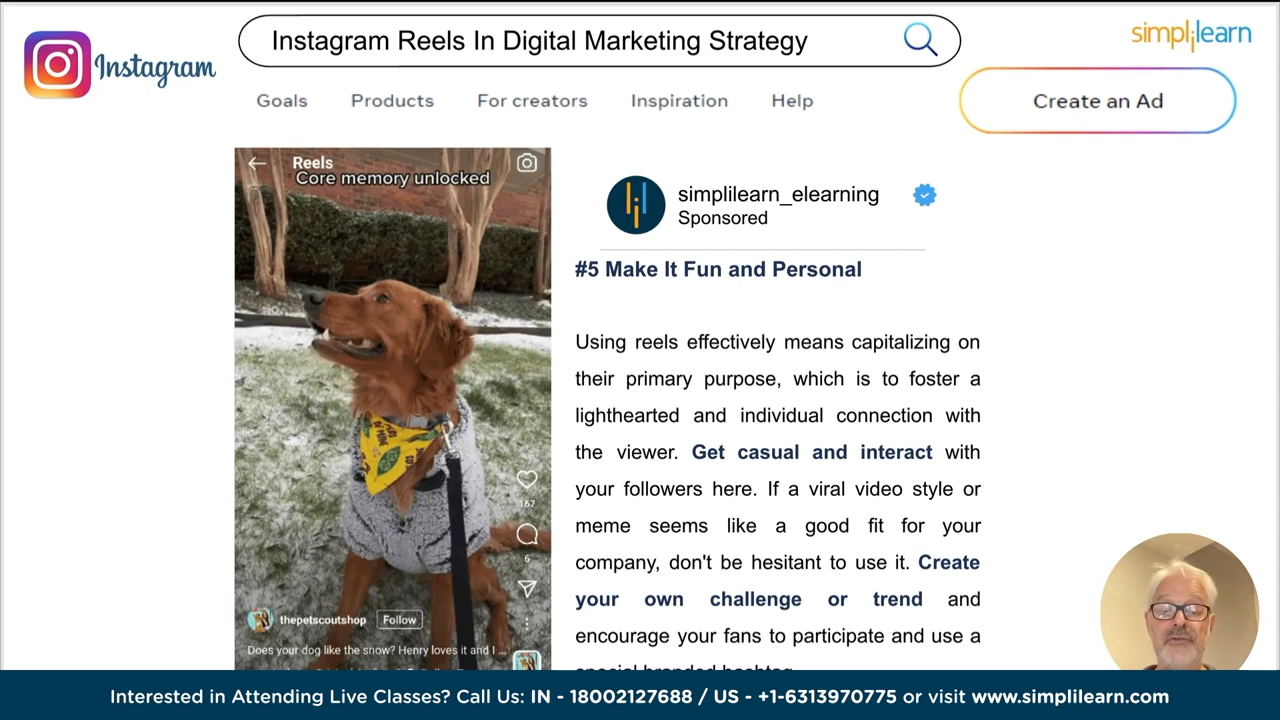 Instagram
Instagram Reels In Digital Marketing Strategy
simplilearn
Goals Products For creators Inspiration Help
Create an Ad
Reels
Core memory unlocked
simplilearn_elearning
Sponsored
#5 Make It Fun and Personal
Using reels effectively means capitalizing on
their primary purpose, which is to foster a
lighthearted and individual connection with
the viewer. Get casual and interact with
your followers here. If a viral video style or
meme seems like a good fit for your
company, don't be hesitant to use it. Create
your own challenge or trend and
encourage your fans to participate and use a
special branded hashtag
167
6
thepetscoutshop Follow
Does your dog like the snow? Henry loves it and I ...
Interested in Attending Live Classes? Call Us: IN - 18002127688 / US - +1-6313970775 or visit www.simplilearn.com